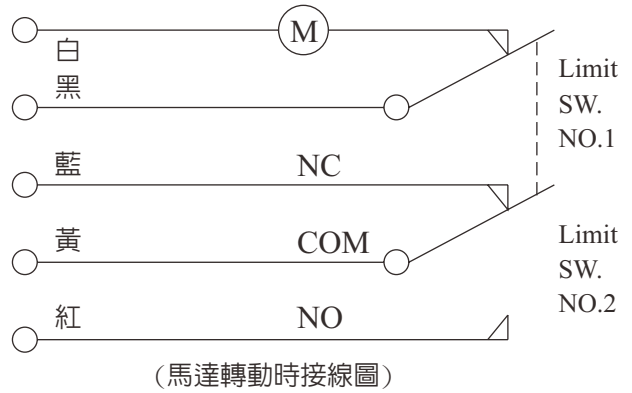 M
白
黑
Limit
SW.
NO.1
藍 NC
黃 COM
Limit
SW.
NO.2
紅 NO
（馬達轉動時接線圖）